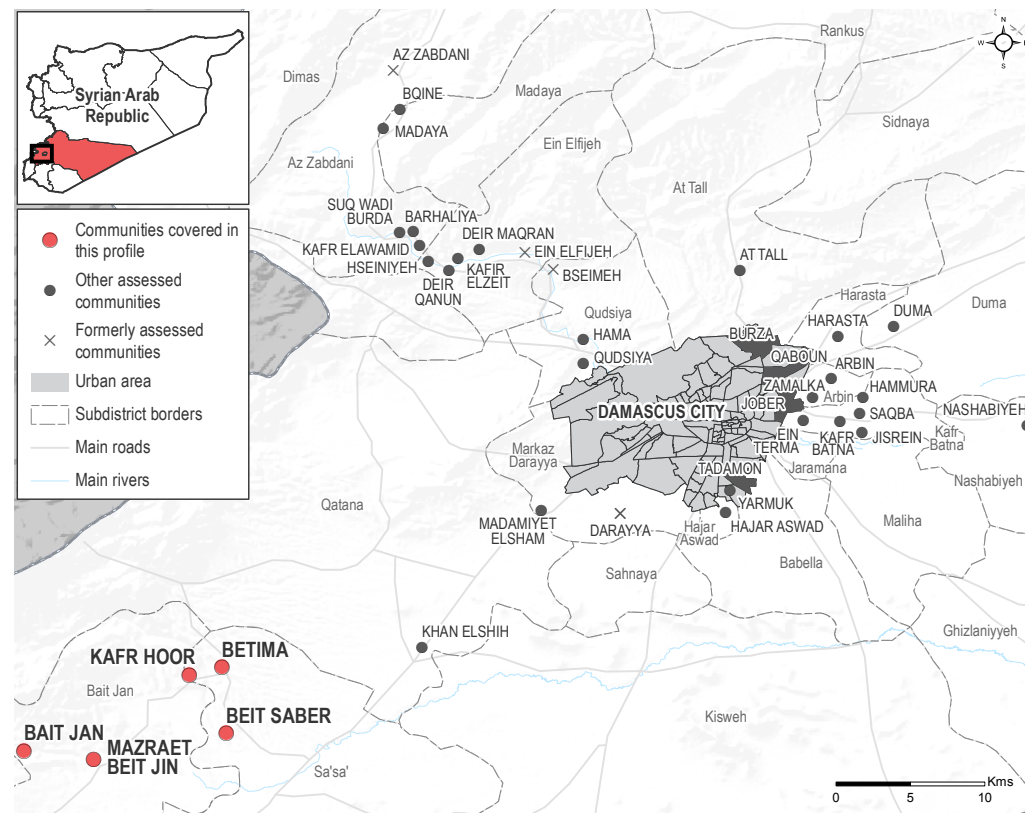 Syrian Arab
Republic
Communities covered in
this profile
Other assessed
communities
Formerly assessed
communities
Urban area
Subdistrict borders
Main roads
Main rivers
N
W
S
Rankus
AZ ZABDANI
Dimas
BQINE
Madaya
MADAYA
Sidnaya
Ein Elfijeh
Az Zabdani
At Tall
SUQ WADI
BURDA
BARHALIYA
DEIR MAQRAN
KAFR ELAWAMID
EIN ELFIJEH
HSEINIYEH
KAFIR
ELZEIT
BSEIMEH
DEIR
QANUN
AT TALL
Qudsiya
Harasta
Duma
DUMA
HARASTA
HAMA
BURZA
QUDSIYA
QABOUN
ARBIN
ZAMALKA
HAMMURA
Arbin
JOBER
DAMASCUS CITY
SAQBA
NASHABIYEH
EIN
TERMA
KAFR
BATNA
JISREIN
Kafr
Batna
Markaz
Darayya
TADAMON
Jaramana
Nashabiyeh
Qatana
YARMUK
MADAMIYET
ELSHAM
DARAYYA
Hajar
Aswad
HAJAR ASWAD
Maliha
Sahnaya
Babella
KHAN ELSHIH
Ghizlaniyyeh
BETIMA
KAFR HOOR
Bait Jan
BEIT SABER
Kisweh
BAIT JAN
MAZRAET
BEIT JIN
Sa'sa'
Kms
0 5 10